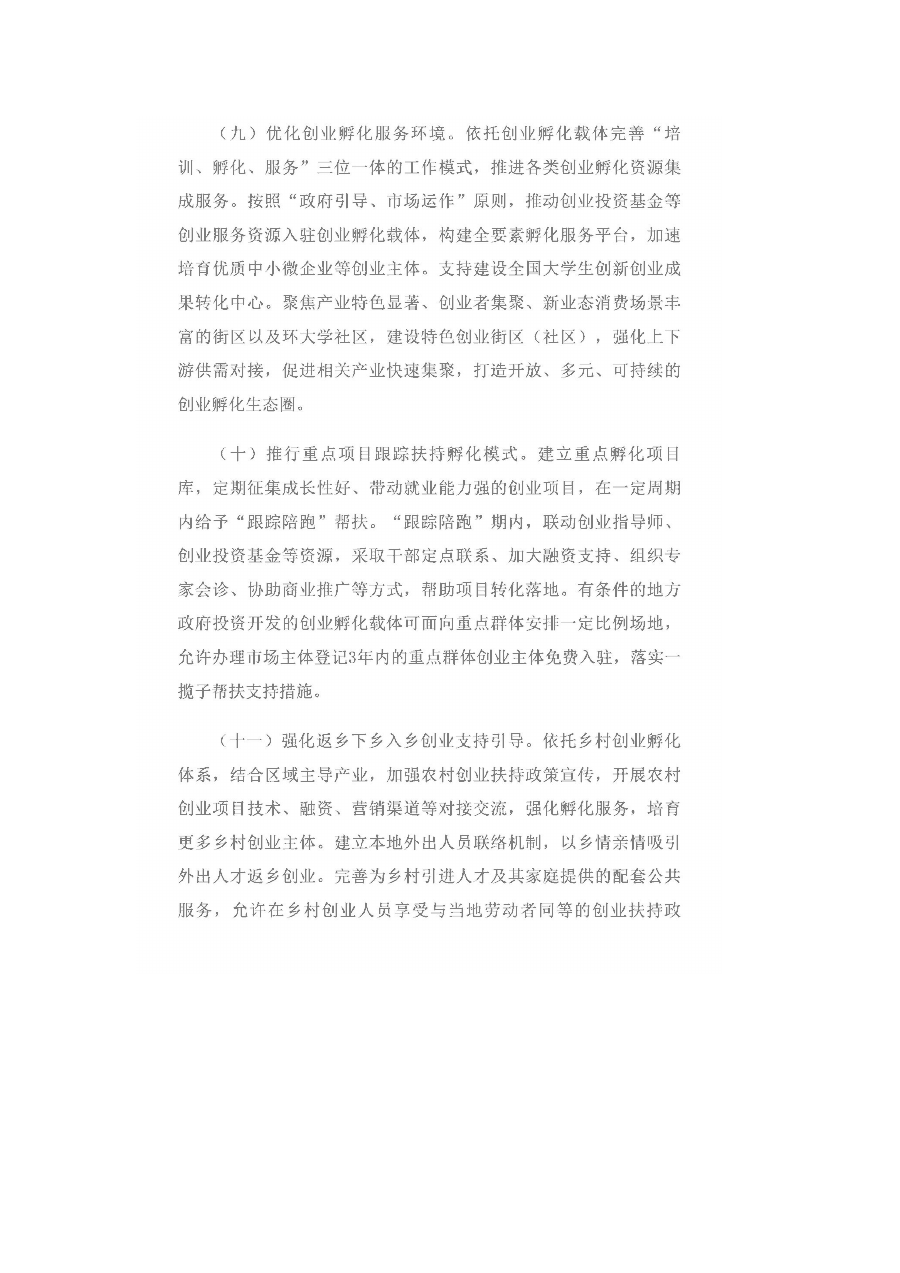 （九）优化创业孵化服务环境。依托创业孵化载体完善“培
训、孵化、服务”三位一体的工作模式，推进各类创业孵化资源集
成服务。按照“政府引导、市场运作”原则，推动创业投资基金等
创业服务资源入驻创业孵化载体，构建全要素孵化服务平台，加速
培育优质中小微企业等创业主体。支持建设全国大学生创新创业成
果转化中心。聚焦产业特色显著、创业者集聚、新业态消费场景丰
富的街区以及环大学社区，建设特色创业街区（社区），强化上下
游供需对接，促进相关产业快速集聚，打造开放、多元、可持续的
创业孵化生态圈。
（十）推行重点项目跟踪扶持孵化模式。建立重点孵化项目
库，定期征集成长性好、带动就业能力强的创业项目，在一定周期
内给予“跟踪陪跑”帮扶。“跟踪陪跑”期内，联动创业指导师、
创业投资基金等资源，采取干部定点联系、加大融资支持、组织专
家会诊、协助商业推广等方式，帮助项目转化落地。有条件的地方
政府投资开发的创业孵化载体可面向重点群体安排一定比例场地，
允许办理市场主体登记3年内的重点群体创业主体免费入驻，落实一
揽子帮扶支持措施。
（十一）强化返乡下乡入乡创业支持引导。依托乡村创业孵化
体系，结合区域主导产业，加强农村创业扶持政策宣传，开展农村
创业项目技术、融资、营销渠道等对接交流，强化孵化服务，培育
更多乡村创业主体。建立本地外出人员联络机制，以乡情亲情吸引
外出人才返乡创业。完善为乡村引进人才及其家庭提供的配套公共
服务，允许在乡村创业人员享受与当地劳动者同等的创业扶持政